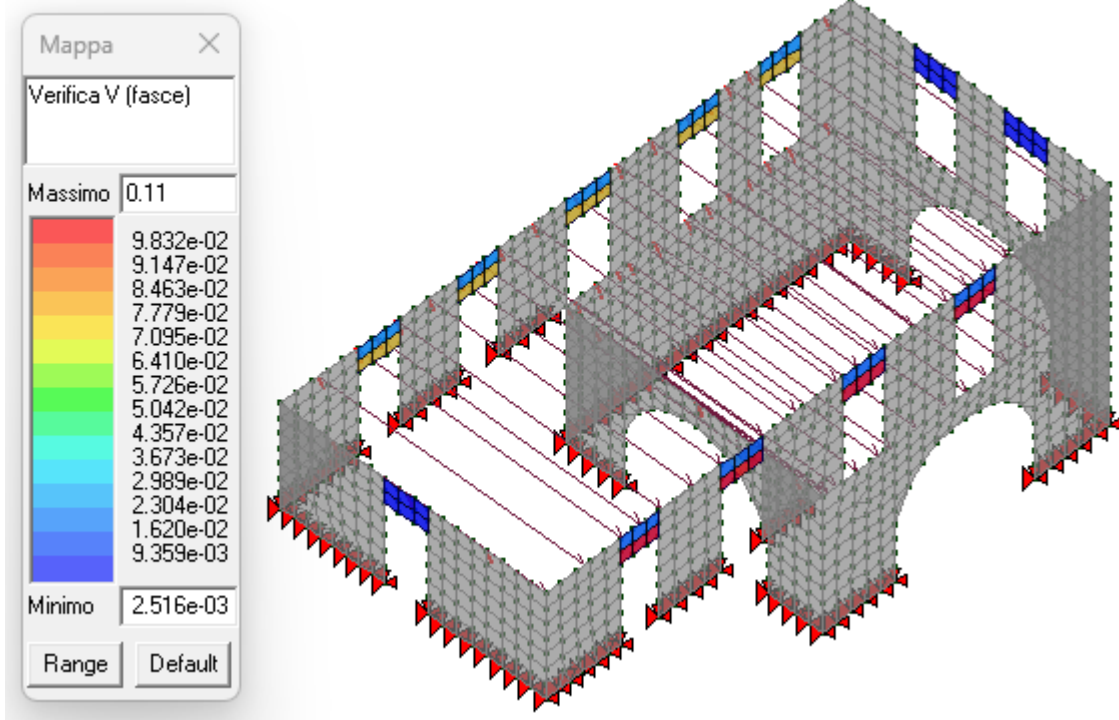 Mappa
Verifica V (fasce)
Massimo 0.11
9.832e-02
9.147e-02
8.463e-02
7.779e-02
7.095e-02
6.410e-02
5.726e-02
5.042e-02
4.357e-02
3.673e-02
2.989e-02
2.304e-02
1.620e-02
9.359e-03
Minimo 2.516e-03
Range Default